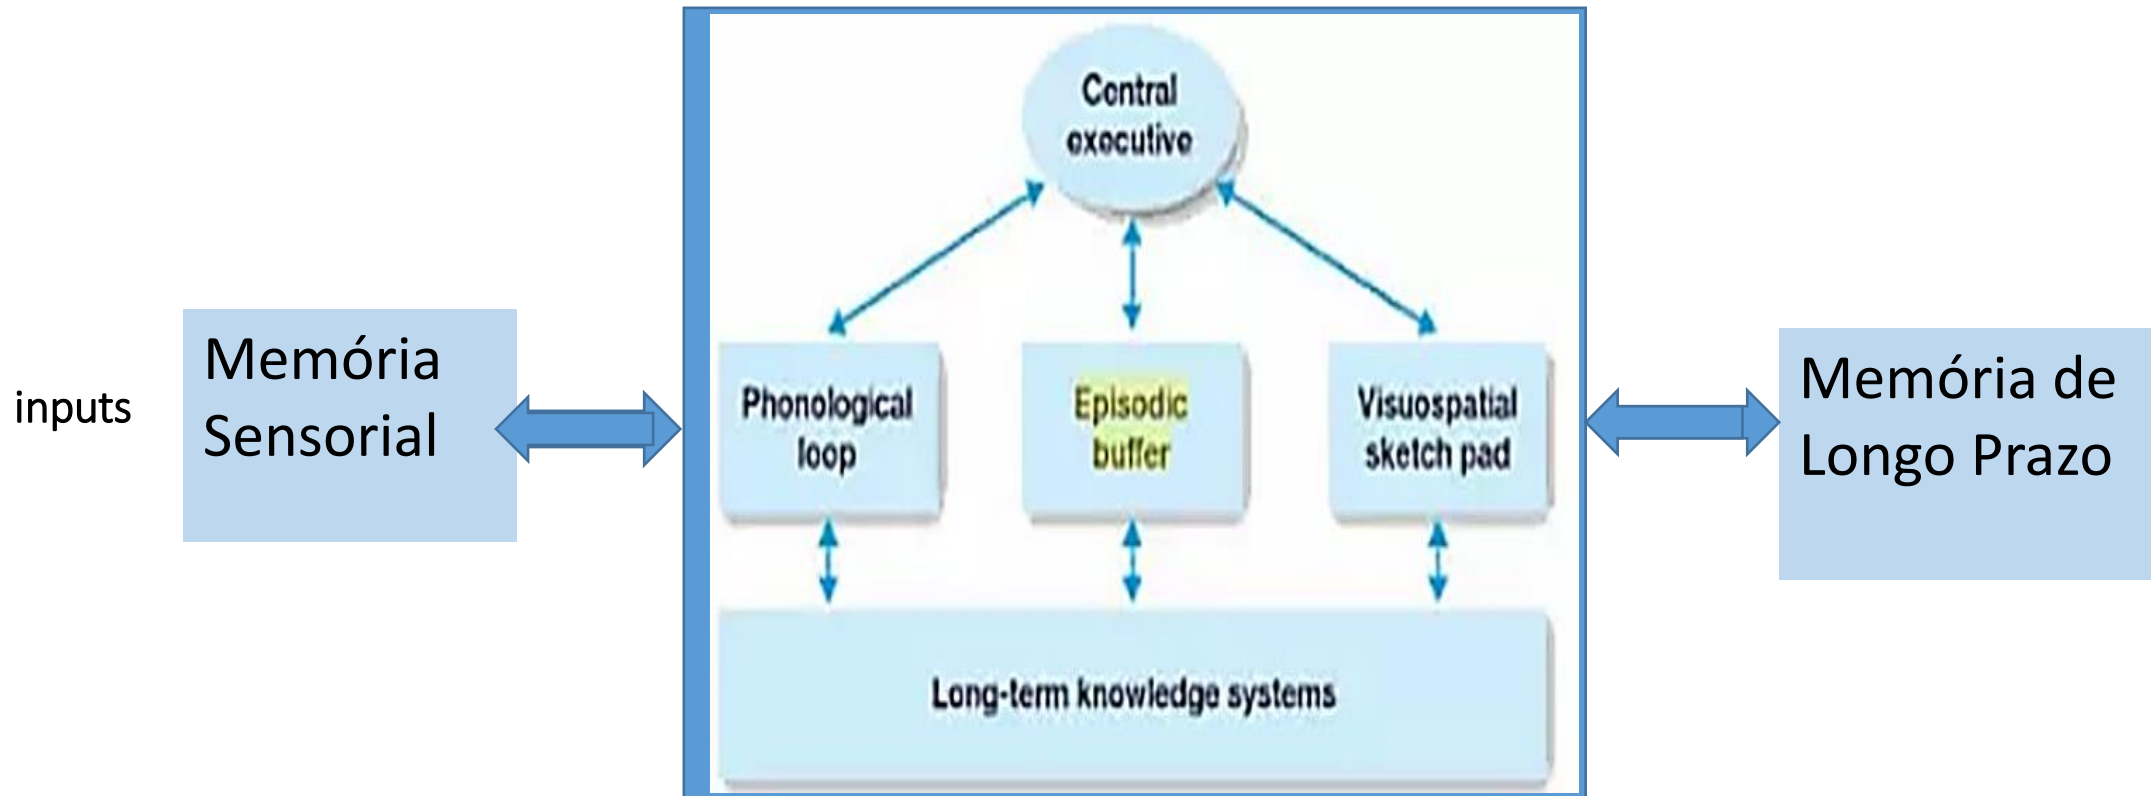 inputs
Memória
Sensorial
Central
executive
Phonological
loop
Episodic
buffer
Visuospatial
sketch pad
Long-term knowledge systems
Memória de
Longo Prazo